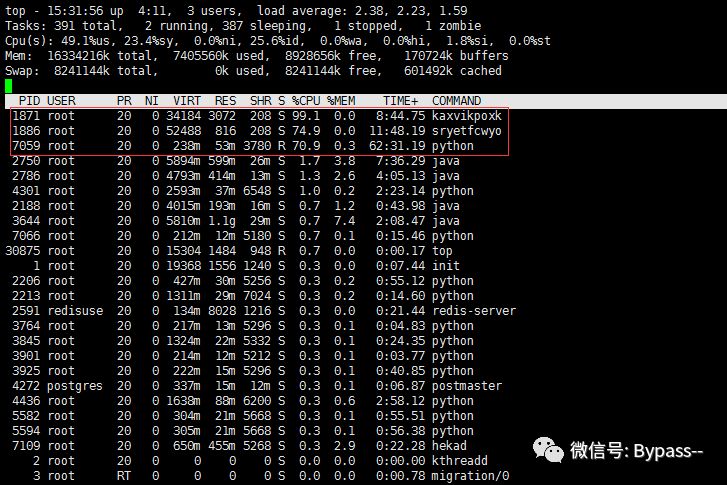 top - 15:31:56 up  4:11,  3 users,  load average: 2.38, 2.23, 1.59
Tasks: 391 total,   2 running, 387 sleeping,   1 stopped,   1 zombie
Cpu(s): 49.1%us, 23.4%sy,  0.0%ni, 25.6%id,  0.0%wa,  0.0%hi,  1.8%si,  0.0%st
Mem:  16334216k total,  7405560k used,  8928656k free,   170724k buffers
Swap:  8241144k total,        0k used,  8241144k free,   601492k cached
PID USER      PR  NI  VIRT  RES  SHR S %CPU %MEM    TIME+  COMMAND
1871 root      20   0 34184 3072  208 S 99.1  0.0   8:44.75 kaxvikpoxk
1886 root      20   0 52488  816  208 S 74.9  0.0  11:48.19 sryetfcwyo
7059 root      20   0  238m  53m 3780 R 70.9  0.3  62:31.19 python
2750 root      20   0 5894m 599m  26m S  1.7  3.8   7:36.29 java
2786 root      20   0 4793m 414m  13m S  1.3  2.6   4:05.13 java
4301 root      20   0 2593m  37m 6548 S  1.0  0.2   2:23.14 python
2188 root      20   0 4015m 193m  16m S  0.7  1.2   0:43.98 java
3644 root      20   0 5810m 1.1g  29m S  0.7  7.4   2:08.47 java
7066 root      20   0  212m  12m 5180 S  0.7  0.1   0:15.46 python
30875 root      20   0 15304 1484  948 R  0.7  0.0   0:00.17 top
1 root      20   0 19368 1556 1240 S  0.3  0.0   0:07.44 init
2206 root      20   0  427m  30m 5256 S  0.3  0.2   0:55.12 python
2213 root      20   0 1311m  29m 7024 S  0.3  0.2   0:14.60 python
2591 redisuse  20   0  134m 8028 1216 S  0.3  0.0   0:21.44 redis-server
3764 root      20   0  217m  13m 5296 S  0.3  0.1   0:04.83 python
3845 root      20   0 1324m  22m 5332 S  0.3  0.1   0:24.35 python
3901 root      20   0  214m  12m 5212 S  0.3  0.1   0:03.77 python
3925 root      20   0  222m  15m 5296 S  0.3  0.1   0:40.85 python
4272 postgres  20   0  337m  15m  12m S  0.3  0.1   0:06.87 postmaster
4436 root      20   0 1638m  88m 6200 S  0.3  0.6   2:58.12 python
5582 root      20   0  304m  21m 5668 S  0.3  0.1   0:55.51 python
5594 root      20   0  305m  21m 5668 S  0.3  0.1   0:56.38 python
7109 root      20   0  650m 455m 5268 S  0.3  2.9   0:22.28 hekad
2 root      20   0     0    0    0 S  0.0  0.0   0:00.00 kthreadd
3 root      RT   0     0    0    0 S  0.0  0.0   0:00.78 migration/0
微信号: Bypass--